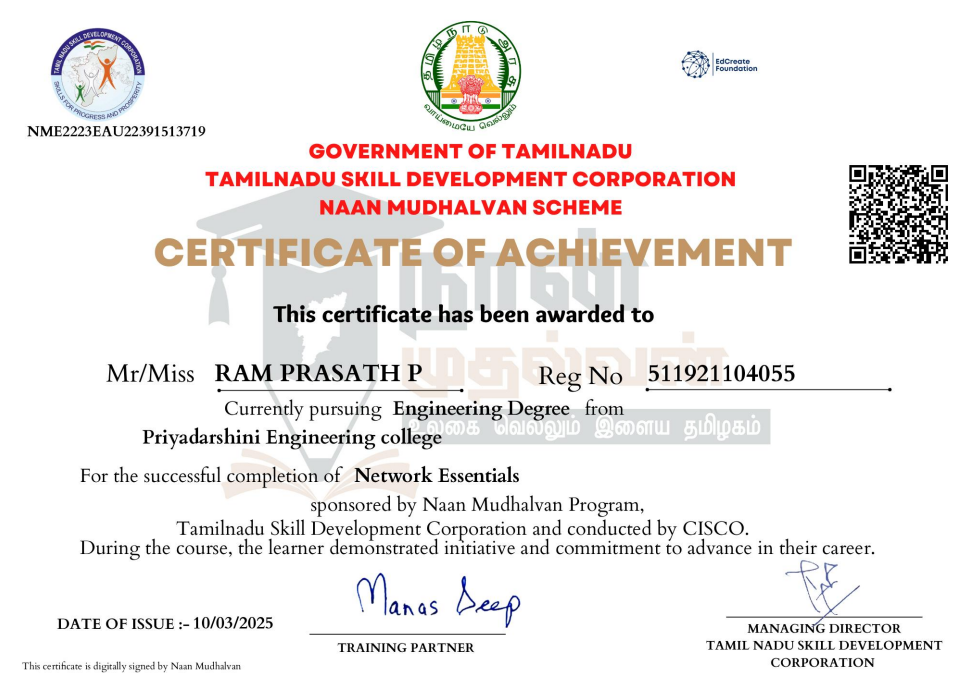 TAMIL NADU SKILL DEVELOPMENT CORPORATION
SKILLS FOR PROGRESS AND PROSPERITY
NME2223EAU22391513719
தமிழ்நாடு அரசு
வாய்மையே வெல்லும்
EdCreate
Foundation
GOVERNMENT OF TAMILNADU
TAMILNADU SKILL DEVELOPMENT CORPORATION
NAAN MUDHALVAN SCHEME
CERTIFICATE OF ACHIEVEMENT
நான்
முதல்வன்
உலகை வெல்லும் இளைய தமிழகம்
This certificate has been awarded to
Mr/Miss RAM PRASATH P Reg No 511921104055
Currently pursuing Engineering Degree from
Priyadarshini Engineering college
For the successful completion of Network Essentials
sponsored by Naan Mudhalvan Program,
Tamilnadu Skill Development Corporation and conducted by CISCO.
During the course, the learner demonstrated initiative and commitment to advance in their career.
Manas Deep
DATE OF ISSUE :- 10/03/2025
TRAINING PARTNER
MANAGING DIRECTOR
TAMIL NADU SKILL DEVELOPMENT
CORPORATION
This certificate is digitally signed by Naan Mudhalvan